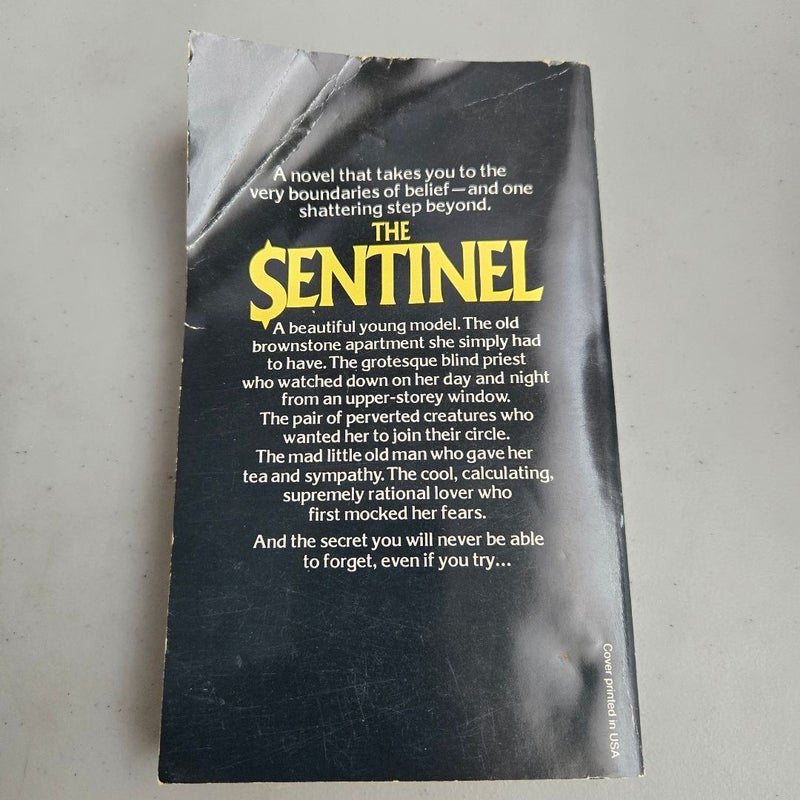 A novel that takes you to the
very boundaries of belief—and one
shattering step beyond.
THE
SENTINEL
A beautiful young model. The old
brownstone apartment she simply had
to have. The grotesque blind priest
who watched down on her day and night
from an upper-storey window.
The pair of perverted creatures who
wanted her to join their circle.
The mad little old man who gave her
tea and sympathy. The cool, calculating,
supremely rational lover who
first mocked her fears.
And the secret you will never be able
to forget, even if you try...
Cover printed in USA